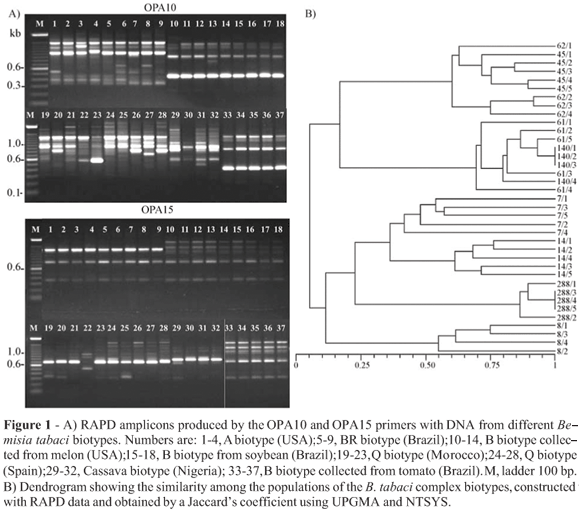 A)
OPA10
M 1 2 3 4 5 6 7 8 9 10 11 12 13 14 15 16 17 18
kb
0.6
0.3
M 19 20 21 22 23 24 25 26 27 28 29 30 31 32 33 34 35 36 37
1.0
0.6
0.1
OPA15
M 1 2 3 4 5 6 7 8 9 10 11 12 13 14 15 16 17 18
0.6
M 19 20 21 22 23 24 25 26 27 28 29 30 31 32 33 34 35 36 37
1.0
0.6
B)
62/1
45/1
45/2
45/3
45/4
45/5
62/2
62/3
62/4
61/1
61/2
61/5
140/1
140/2
140/3
61/3
140/4
61/4
7/1
7/3
7/5
7/2
7/4
14/1
14/2
14/4
14/3
14/5
288/1
288/3
288/4
288/5
288/2
8/1
8/3
8/4
8/2
0 0.25 0.5 0.75 1
Figure 1 - A) RAPD amplicons produced by the OPA10 and OPA15 primers with DNA from different Be-
misia tabaci biotypes. Numbers are: 1-4, A biotype (USA);5-9, BR biotype (Brazil);10-14, B biotype collec-
ted from melon (USA);15-18, B biotype from soybean (Brazil);19-23,Q biotype (Morocco);24-28, Q biotype
(Spain);29-32, Cassava biotype (Nigeria); 33-37,B biotype collected from tomato (Brazil). M, ladder 100 bp.
B) Dendrogram showing the similarity among the populations of the B. tabaci complex biotypes, constructed
with RAPD data and obtained by a Jaccard's coefficient using UPGMA and NTSYS.